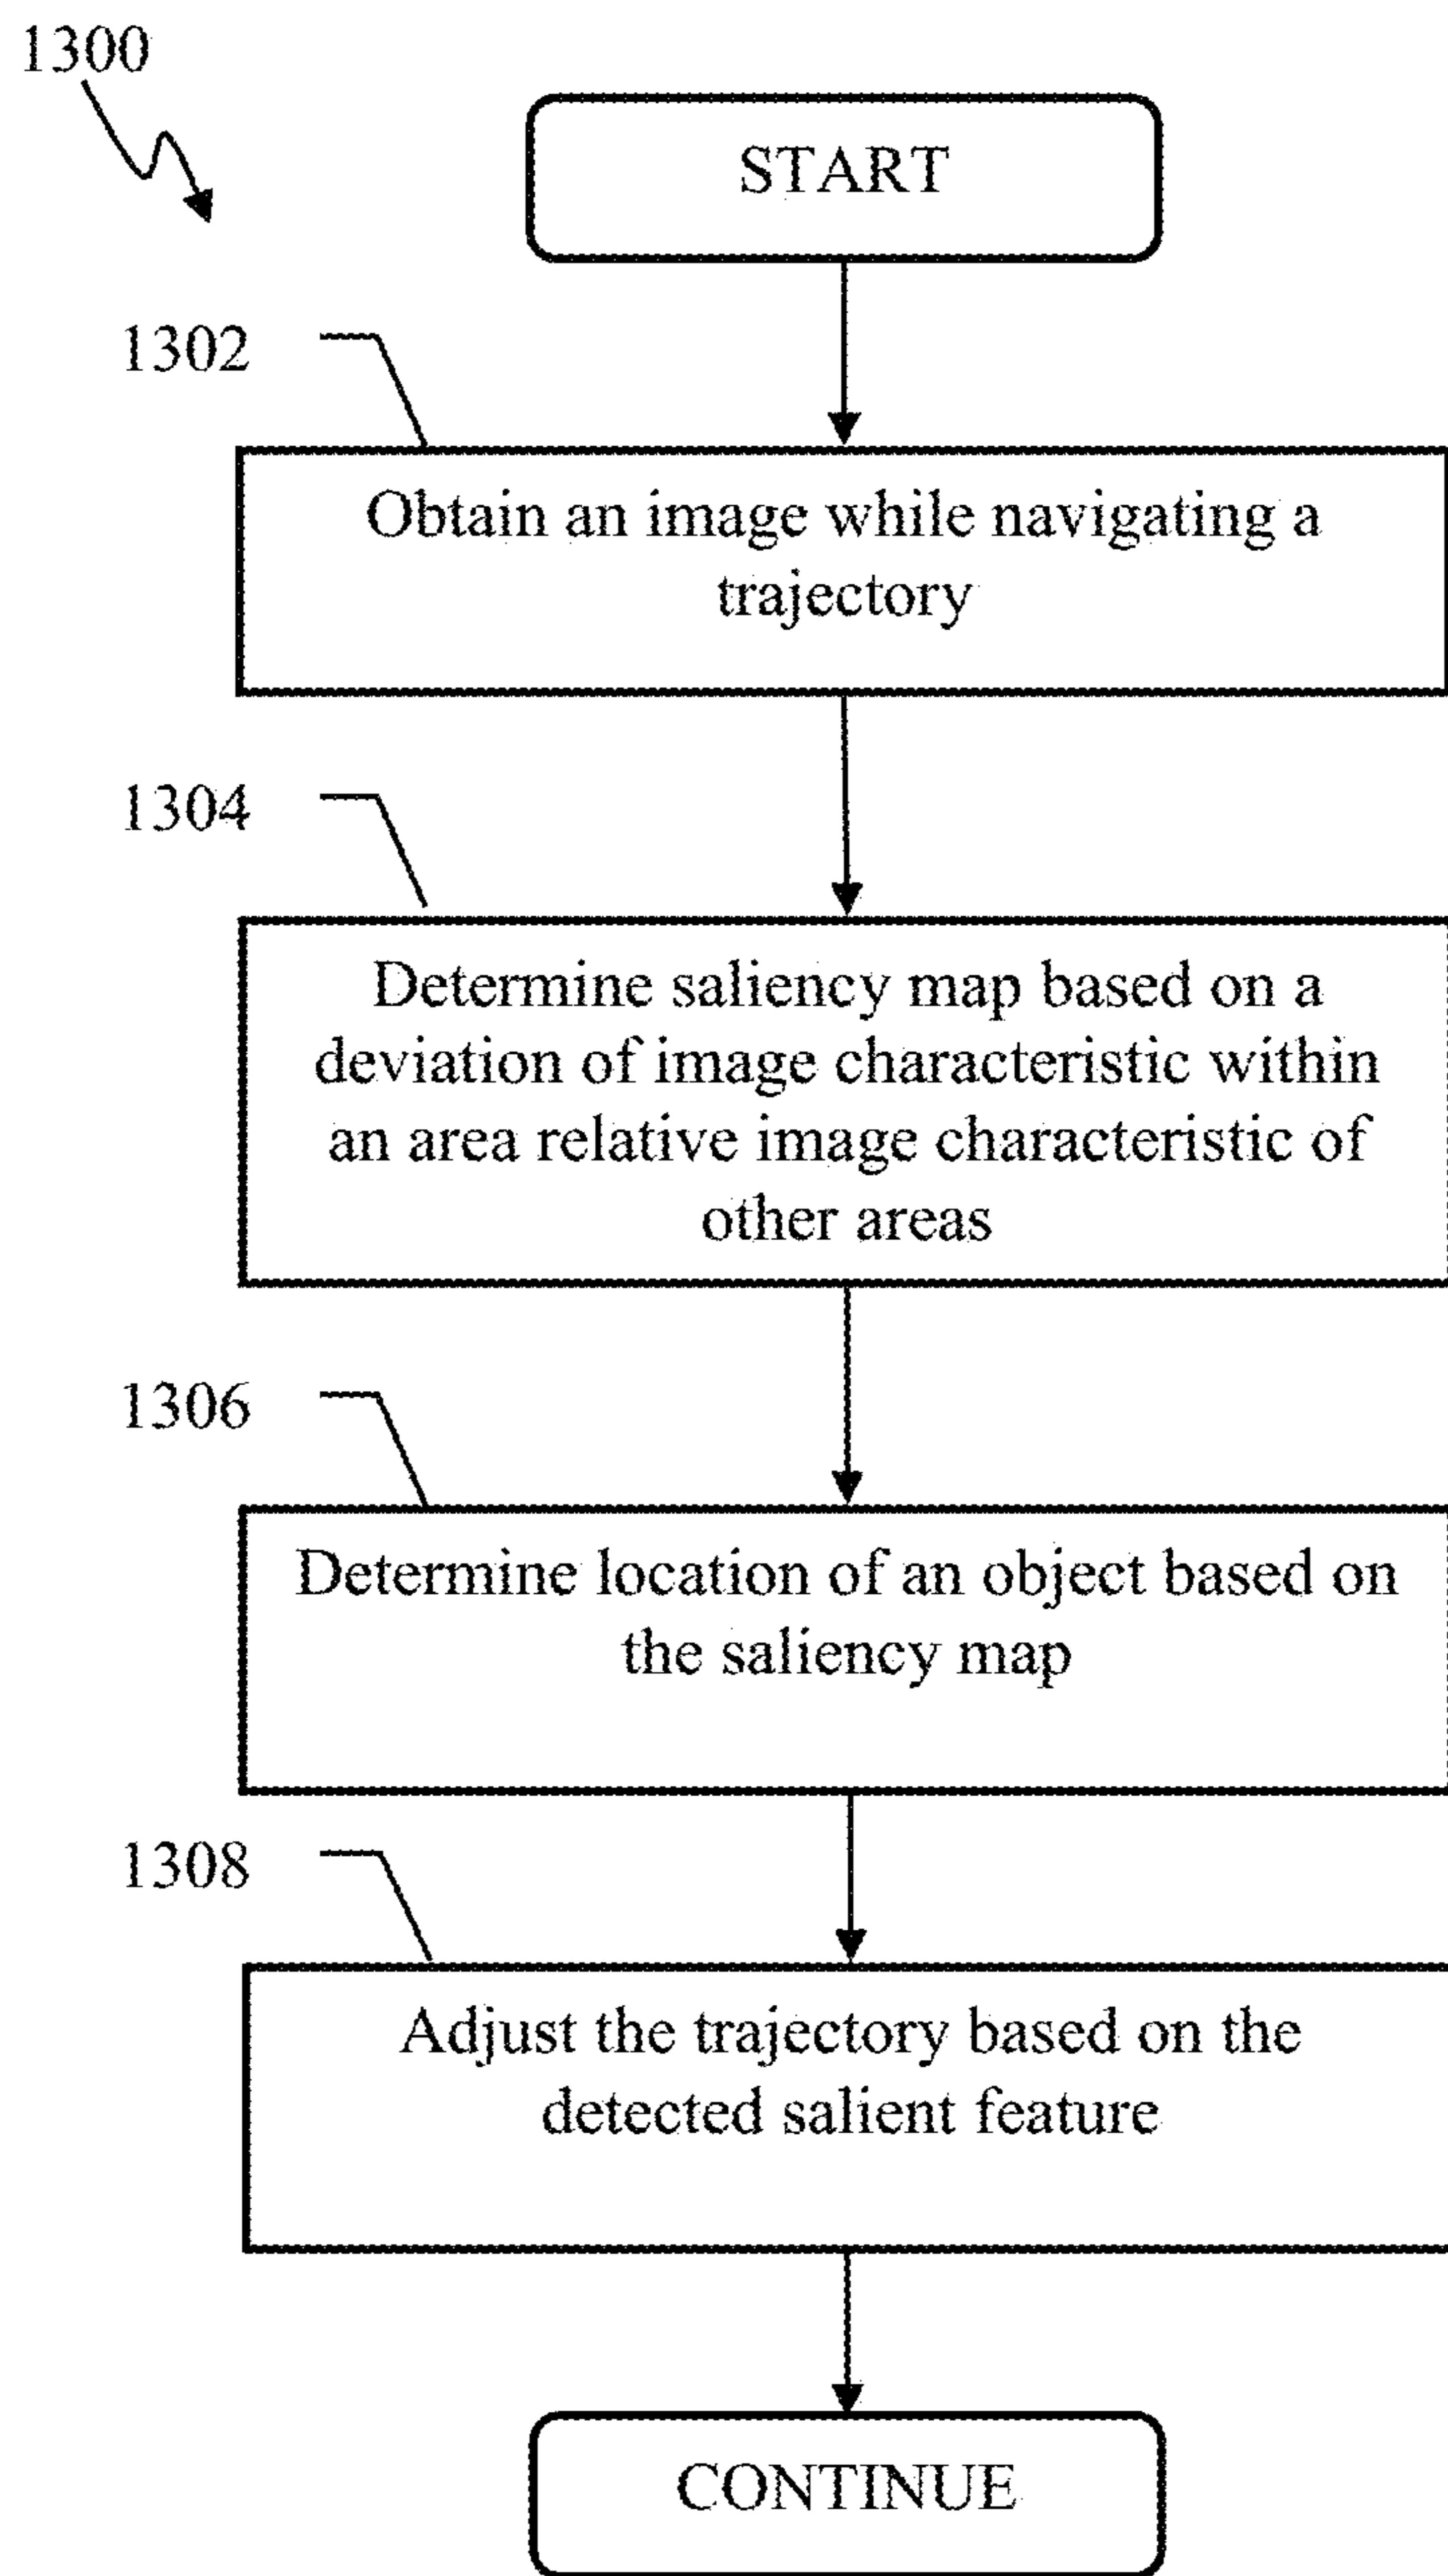 1300
START
1302
Obtain an image while navigating a
trajectory
1304
Determine saliency map based on a
deviation of image characteristic within
an area relative image characteristic of
other areas
1306
Determine location of an object based on
the saliency map
1308
Adjust the trajectory based on the
detected salient feature
CONTINUE